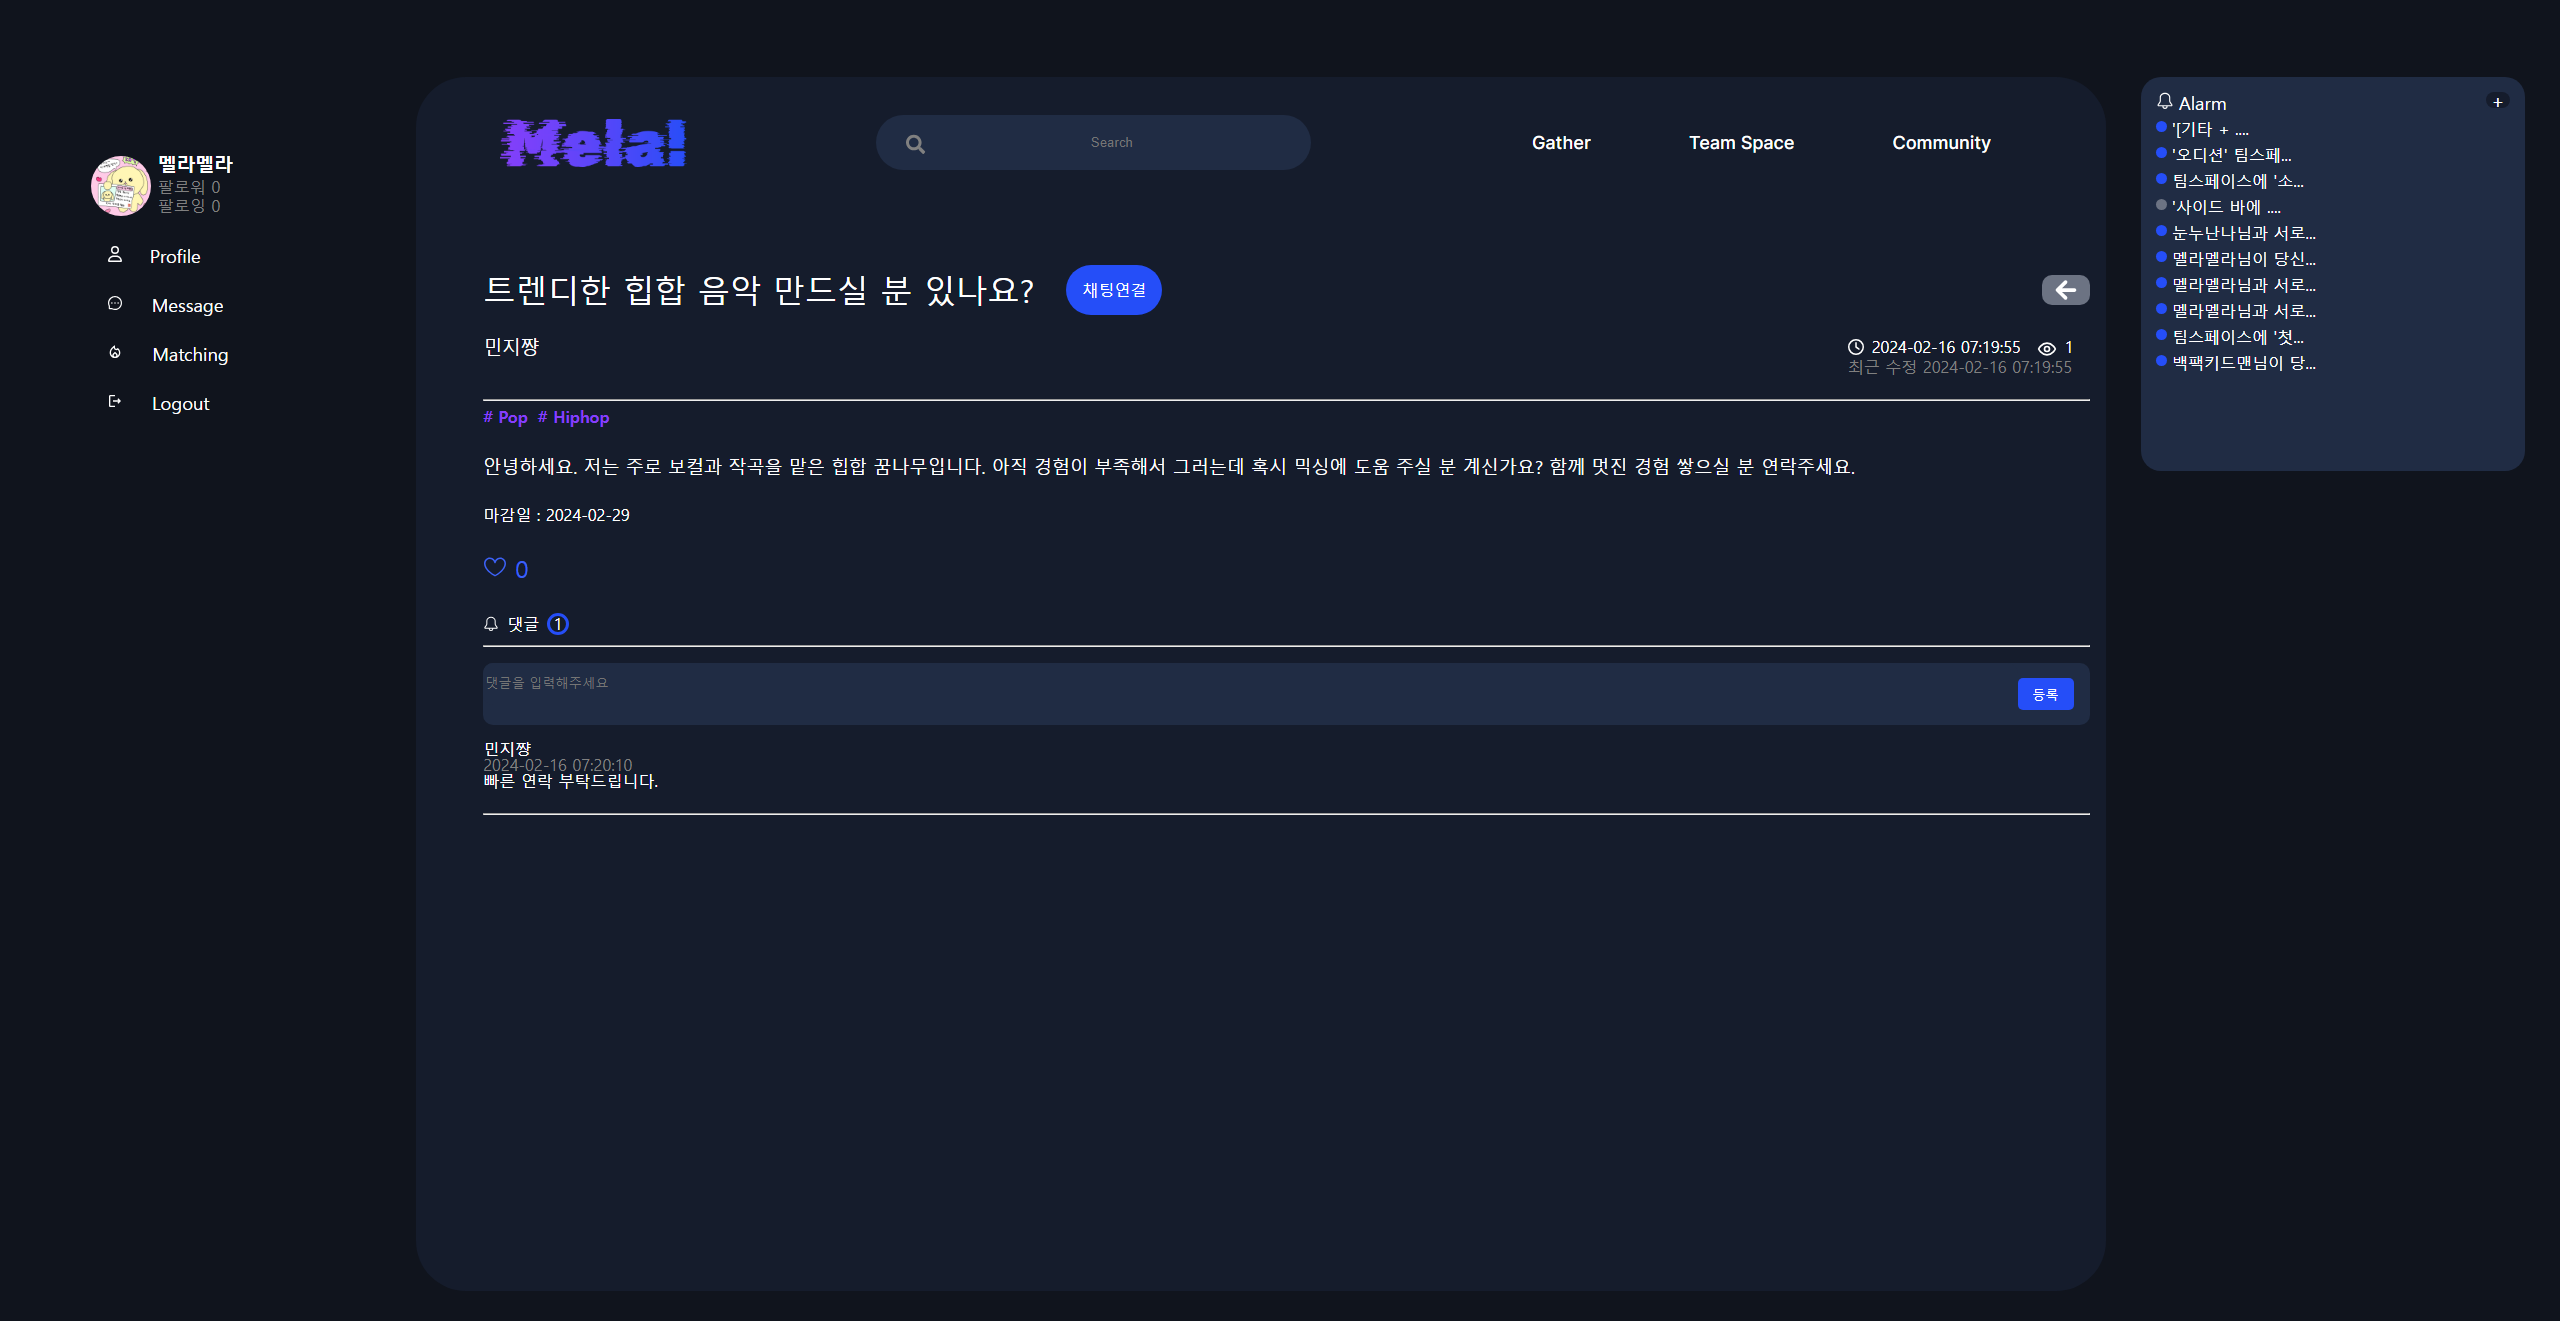 멜라멜라
팔로워 0
팔로잉 0
Profile
Message
Matching
Logout
Mela!
Search
Gather
Team Space
Community
트렌디한 힙합 음악 만드실 분 있나요?
채팅연결
민지쨩
2024-02-16 07:19:55 1
최근 수정 2024-02-16 07:19:55
# Pop # Hiphop
안녕하세요. 저는 주로 보컬과 작곡을 맡은 힙합 꿈나무입니다. 아직 경험이 부족해서 그러는데 혹시 믹싱에 도움 주실 분 계신가요? 함께 멋진 경험 쌓으실 분 연락주세요.
마감일 : 2024-02-29
0
댓글 1
댓글을 입력해주세요
등록
민지쨩
2024-02-16 07:20:10
빠른 연락 부탁드립니다.
Alarm
+
'[기타 + ....
'오디션' 팀스페...
팀스페이스에 '소...
'사이드 바에 ....
눈누난나님과 서로...
멜라멜라님이 당신...
멜라멜라님과 서로...
멜라멜라님과 서로...
팀스페이스에 '첫...
백팩키드맨님이 당...